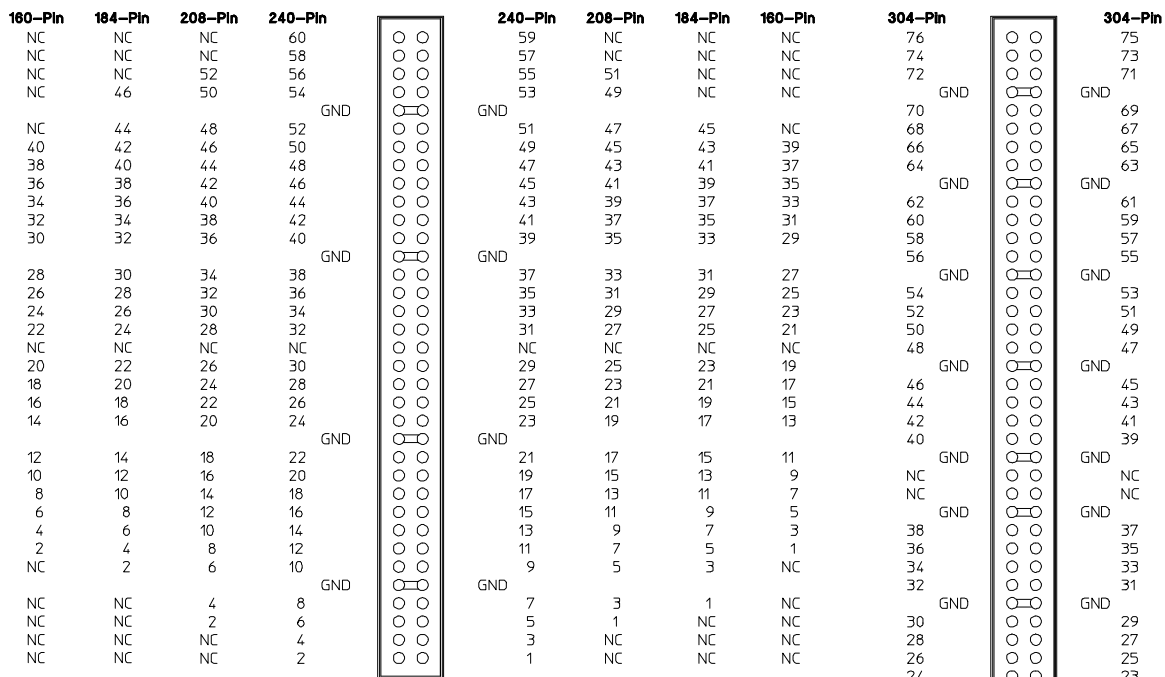 160-Pin 184-Pin 208-Pin 240-Pin 240-Pin 208-Pin 184-Pin 160-Pin 304-Pin 304-Pin
NC NC NC 60 59 NC NC NC 76 75
NC NC NC 58 57 NC NC NC 74 73
NC NC 52 56 55 51 NC NC 72 71
NC 46 50 54 53 49 NC NC GND GND
GND GND 70 69
NC 44 48 52 51 47 45 NC 68 67
40 42 46 50 49 45 43 39 66 65
38 40 44 48 47 43 41 37 64 63
36 38 42 46 45 41 39 35 GND GND
34 36 40 44 43 39 37 33 62 61
32 34 38 42 41 37 35 31 60 59
30 32 36 40 39 35 33 29 58 57
GND GND 56 55
28 30 34 38 37 33 31 27 GND GND
26 28 32 36 35 31 29 25 54 53
24 26 30 34 33 29 27 23 52 51
22 24 28 32 31 27 25 21 50 49
NC NC NC NC NC NC NC NC 48 47
20 22 26 30 29 25 23 19 GND GND
18 20 24 28 27 23 21 17 46 45
16 18 22 26 25 21 19 15 44 43
14 16 20 24 23 19 17 13 42 41
GND GND 40 39
12 14 18 22 21 17 15 11 GND GND
10 12 16 20 19 15 13 9 NC NC
8 10 14 18 17 13 11 7 NC NC
6 8 12 16 15 11 9 5 GND GND
4 6 10 14 13 9 7 3 38 37
2 4 8 12 11 7 5 1 36 35
NC 2 6 10 9 5 3 NC 34 33
GND GND 32 31
NC NC 4 8 7 3 1 NC GND GND
NC NC 2 6 5 1 NC NC 30 29
NC NC NC 4 3 NC NC NC 28 27
NC NC NC 2 1 NC NC NC 26 25
24 23